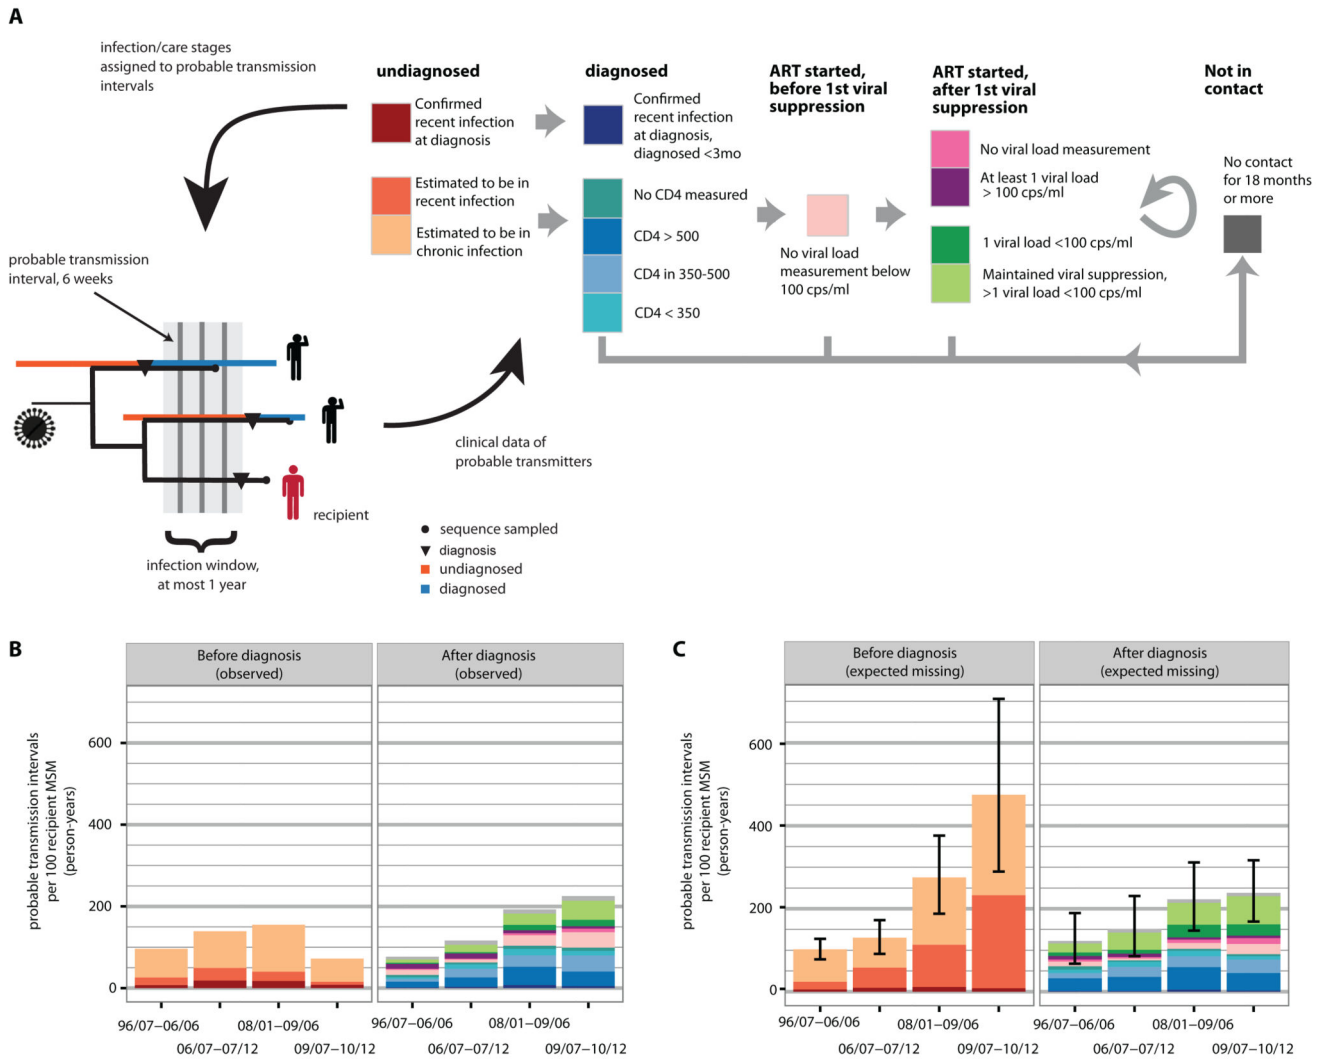 A
infection/care stages
assigned to probable transmission
intervals
undiagnosed
Confirmed
recent infection
at diagnosis
Estimated to be in
recent infection
Estimated to be in
chronic infection
diagnosed
Confirmed
recent infection
at diagnosis,
diagnosed <3mo
No CD4 measured
CD4 > 500
CD4 in 350-500
CD4 < 350
ART started,
before 1st viral
suppression
No viral load
measurement below
100 cps/ml
ART started,
after 1st viral
suppression
No viral load measurement
At least 1 viral load
> 100 cps/ml
1 viral load <100 cps/ml
Maintained viral suppression,
>1 viral load <100 cps/ml
Not in
contact
No contact
for 18 months
or more
probable transmission
interval, 6 weeks
clinical data of
probable transmitters
recipient
infection window,
at most 1 year
sequence sampled
diagnosis
undiagnosed
diagnosed
B
Before diagnosis
(observed)
After diagnosis
(observed)
probable transmission intervals
per 100 recipient MSM
(person-years)
600
400
200
0
96/07–06/06
06/07–07/12
08/01–09/06
09/07–10/12
96/07–06/06
06/07–07/12
08/01–09/06
09/07–10/12
C
Before diagnosis
(expected missing)
After diagnosis
(expected missing)
probable transmission intervals
per 100 recipient MSM
(person-years)
600
400
200
0
96/07–06/06
06/07–07/12
08/01–09/06
09/07–10/12
96/07–06/06
06/07–07/12
08/01–09/06
09/07–10/12